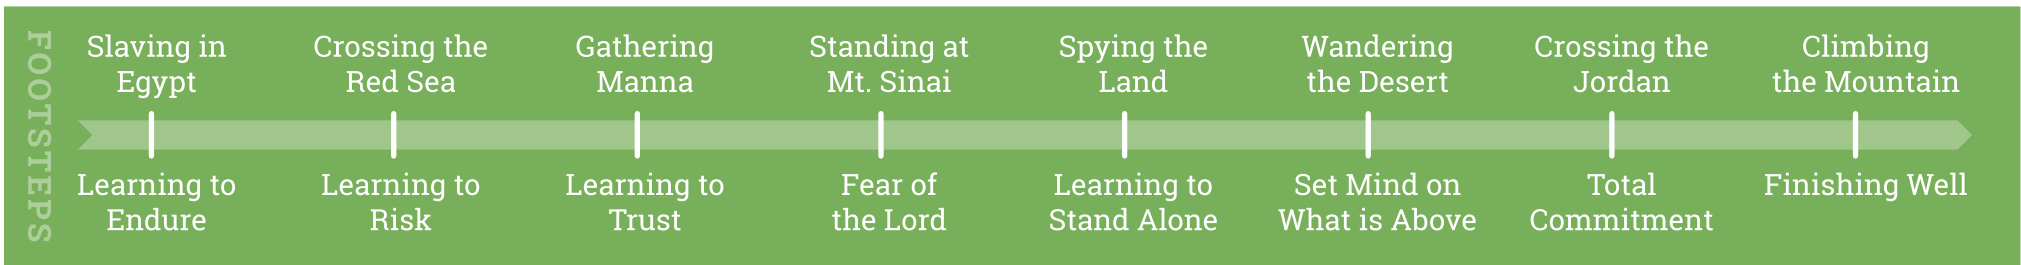 FOOTSTEPS
Slaving in
Egypt
Crossing the
Red Sea
Gathering
Manna
Standing at
Mt. Sinai
Spying the
Land
Wandering
the Desert
Crossing the
Jordan
Climbing
the Mountain
Learning to
Endure
Learning to
Risk
Learning to
Trust
Fear of
the Lord
Learning to
Stand Alone
Set Mind on
What is Above
Total
Commitment
Finishing Well